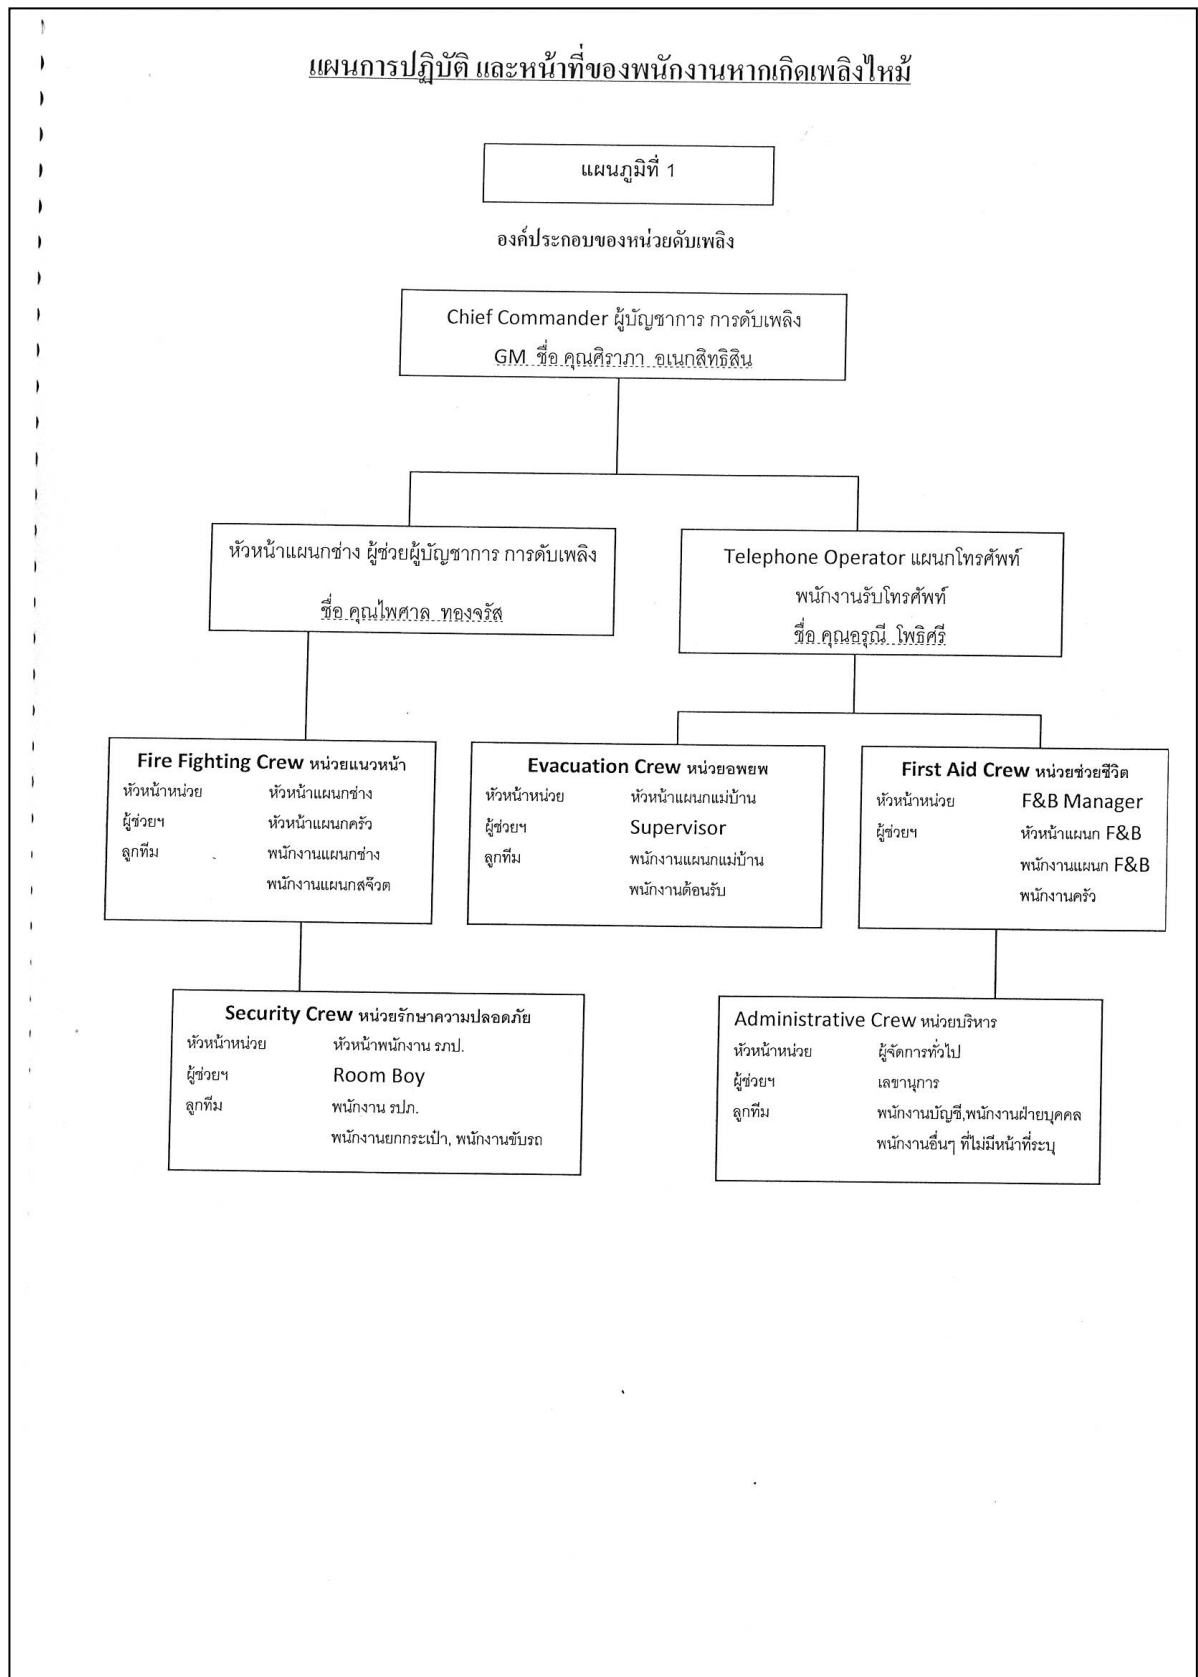 แผนการปฏิบัติ และหน้าที่ของพนักงานหากเกิดเพลิงไหม้
แผนภูมิที่ 1
องค์ประกอบของหน่วยดับเพลิง
Chief Commander ผู้บัญชาการ การดับเพลิง
GM ชื่อ คุณศิราภา อเนกสิทธิสิน
หัวหน้าแผนกช่าง ผู้ช่วยผู้บัญชาการ การดับเพลิง
ชื่อ คุณไพศาล ทองจรัส
Telephone Operator แผนกโทรศัพท์
พนักงานรับโทรศัพท์
ชื่อ คุณอรุณี โพธิศรี
Fire Fighting Crew หน่วยแนวหน้า
หัวหน้าหน่วย หัวหน้าแผนกช่าง
ผู้ช่วยฯ หัวหน้าแผนกครัว
ลูกทีม พนักงานแผนกช่าง
พนักงานแผนกสจ๊วต
Evacuation Crew หน่วยอพยพ
หัวหน้าหน่วย หัวหน้าแผนกแม่บ้าน
ผู้ช่วยฯ Supervisor
ลูกทีม พนักงานแผนกแม่บ้าน
พนักงานต้อนรับ
First Aid Crew หน่วยช่วยชีวิต
หัวหน้าหน่วย F&B Manager
ผู้ช่วยฯ หัวหน้าแผนก F&B
พนักงานแผนก F&B
พนักงานครัว
Security Crew หน่วยรักษาความปลอดภัย
หัวหน้าหน่วย หัวหน้าพนักงาน รภป.
ผู้ช่วยฯ Room Boy
ลูกทีม พนักงาน รปภ.
พนักงานยกกระเป๋า, พนักงานขับรถ
Administrative Crew หน่วยบริหาร
หัวหน้าหน่วย ผู้จัดการทั่วไป
ผู้ช่วยฯ เลขานุการ
ลูกทีม พนักงานบัญชี,พนักงานฝ่ายบุคคล
พนักงานอื่นๆ ที่ไม่มีหน้าที่ระบุ